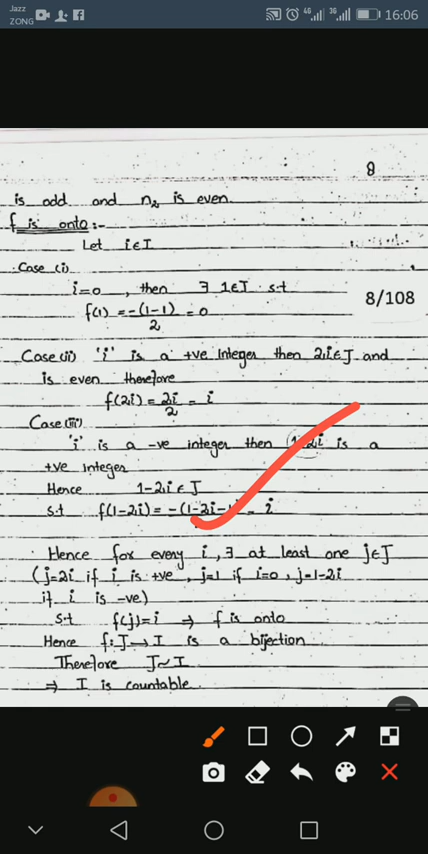 Jazz
ZONG
4G
3G
16:06
8
is odd and n₂ is even.
f is onto:-
Let i∈I
Case (i)
i=0, then ∃ 1∈J s.t
f(1) = -(1-1)/2 = 0
8/108
Case(ii) 'i' is a +ve Integer then 2i∈J and
is even therefore
f(2i) = 2i/2 = i
Case(iii)
'i' is a -ve integer then 1-2i is a
+ve integer
Hence 1-2i ∈ J
s.t f(1-2i) = -(1-2i-1 = i
Hence for every i, ∃ at least one j∈J
(j=2i if i is +ve, j=1 if i=0, j=1-2i
if i is -ve)
s.t f(j)=i ⇒ f is onto
Hence f:J→I is a bijection
Therefore J~I
⇒ I is countable.